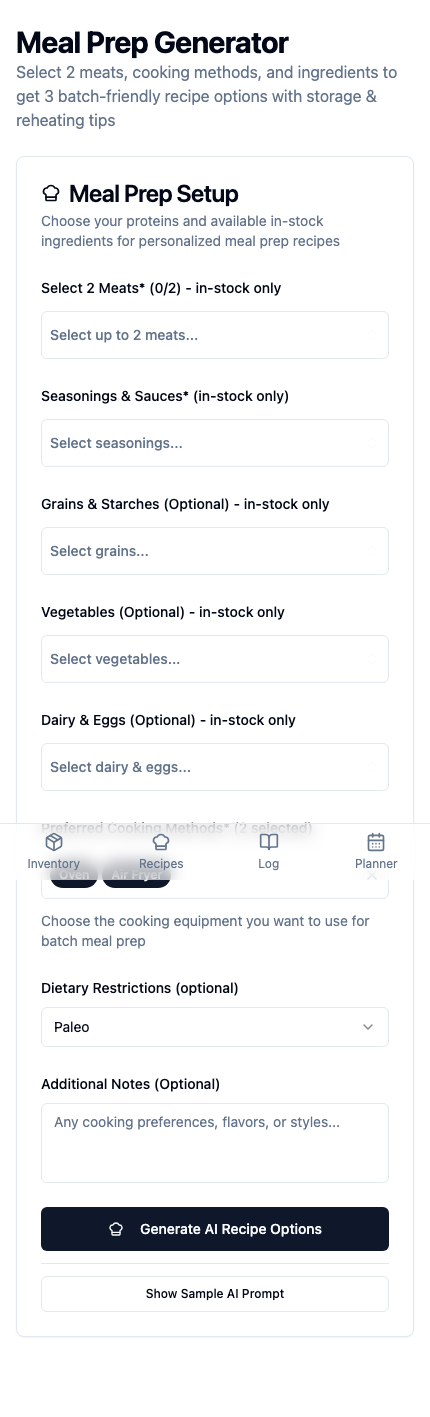 Meal Prep Generator
Select 2 meats, cooking methods, and ingredients to
get 3 batch-friendly recipe options with storage &
reheating tips
Meal Prep Setup
Choose your proteins and available in-stock
ingredients for personalized meal prep recipes
Select 2 Meats* (0/2) - in-stock only
Select up to 2 meats...
Seasonings & Sauces* (in-stock only)
Select seasonings...
Grains & Starches (Optional) - in-stock only
Select grains...
Vegetables (Optional) - in-stock only
Select vegetables...
Dairy & Eggs (Optional) - in-stock only
Select dairy & eggs...
Preferred Cooking Methods* (2 selected)
Inventory Recipes Log Planner
Oven Air Fryer
Choose the cooking equipment you want to use for
batch meal prep
Dietary Restrictions (optional)
Paleo
Additional Notes (Optional)
Any cooking preferences, flavors, or styles...
Generate AI Recipe Options
Show Sample AI Prompt